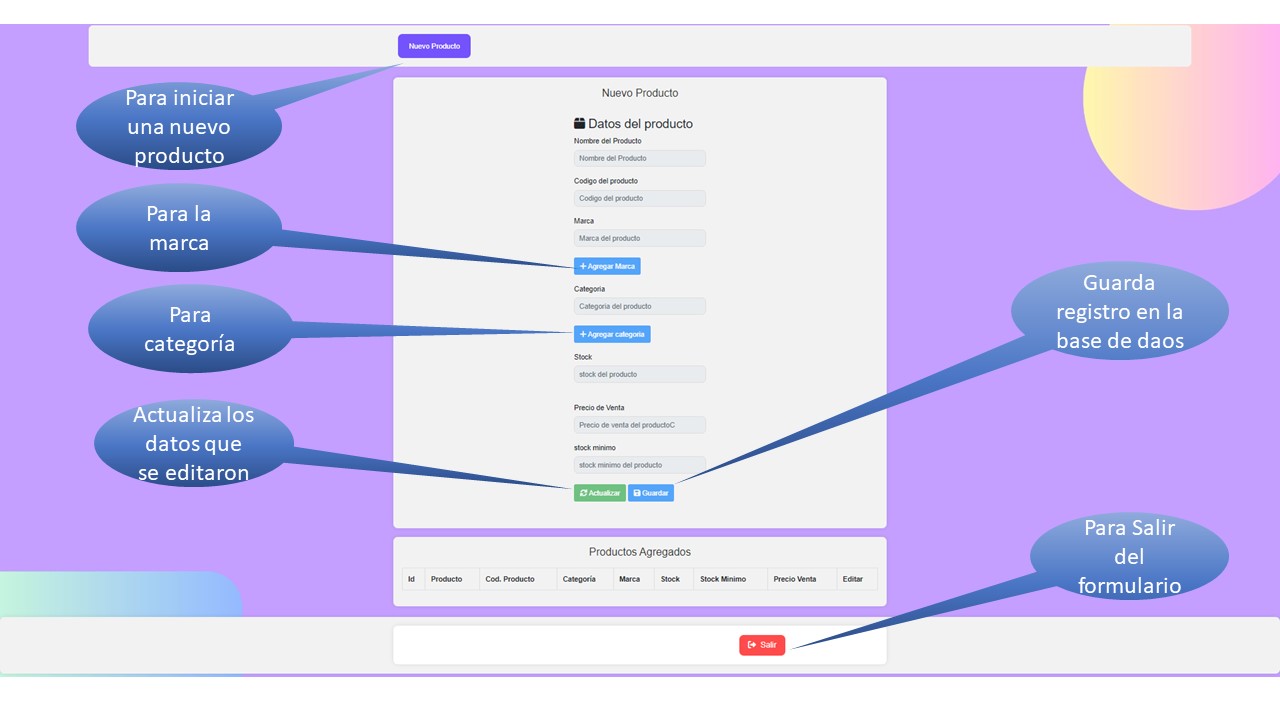 Nuevo Producto
Para iniciar
una nuevo
producto
Para la
marca
Para
categoría
Actualiza los
datos que
se editaron
Nuevo Producto
Datos del producto
Nombre del Producto
Nombre del Producto
Codigo del producto
Codigo del producto
Marca
Marca del producto
+ Agregar Marca
Categoria
Categoria del producto
+ Agregar categoria
Stock
stock del producto
Precio de Venta
Precio de venta del productoC
stock minimo
stock minimo del producto
Actualizar Guardar
Guarda
registro en la
base de daos
Productos Agregados
Id Producto Cod. Producto Categoría Marca Stock Stock Minimo Precio Venta Editar
Para Salir
del
formulario
Salir